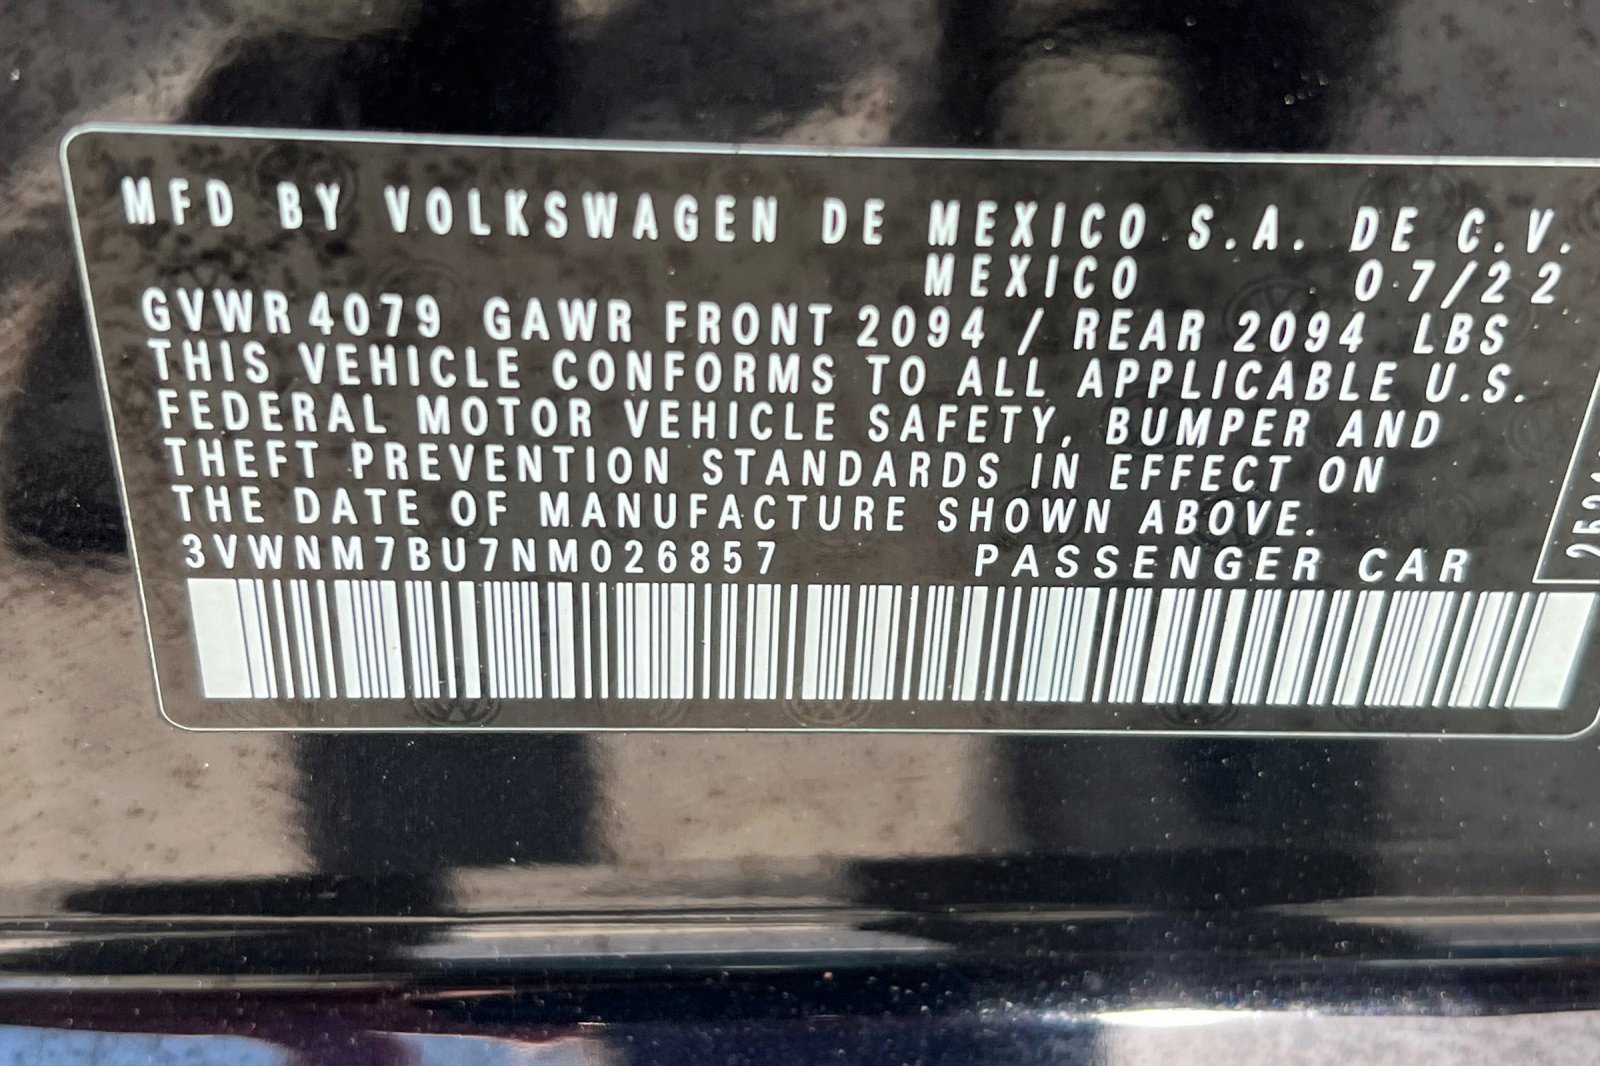 MFD BY VOLKSWAGEN DE MEXICO S.A. DE C.V.
MEXICO 07/22
GVWR 4079 GAWR FRONT 2094 / REAR 2094 LBS
THIS VEHICLE CONFORMS TO ALL APPLICABLE U.S.
FEDERAL MOTOR VEHICLE SAFETY, BUMPER AND
THEFT PREVENTION STANDARDS IN EFFECT ON
THE DATE OF MANUFACTURE SHOWN ABOVE.
3VWNM7BU7NM026857 PASSENGER CAR